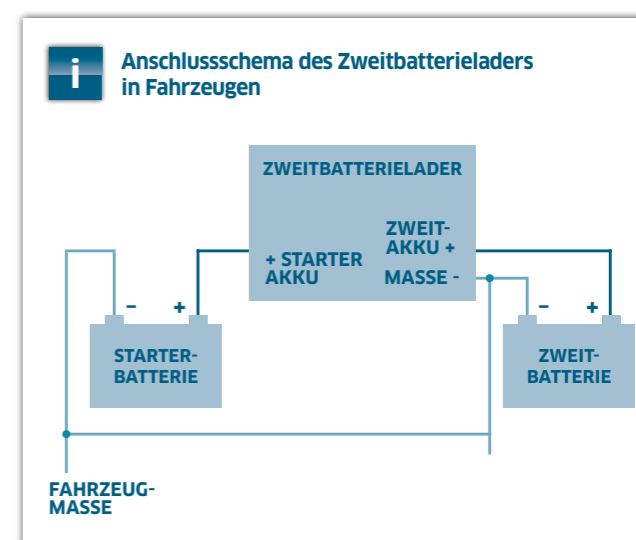 i
Anschlussschema des Zweitbatterieladers
in Fahrzeugen
ZWEITBATTERIELADER
+ STARTER
AKKU
ZWEIT-
AKKU +
MASSE -
– +
STARTER-
BATTERIE
– +
ZWEIT-
BATTERIE
FAHRZEUG-
MASSE